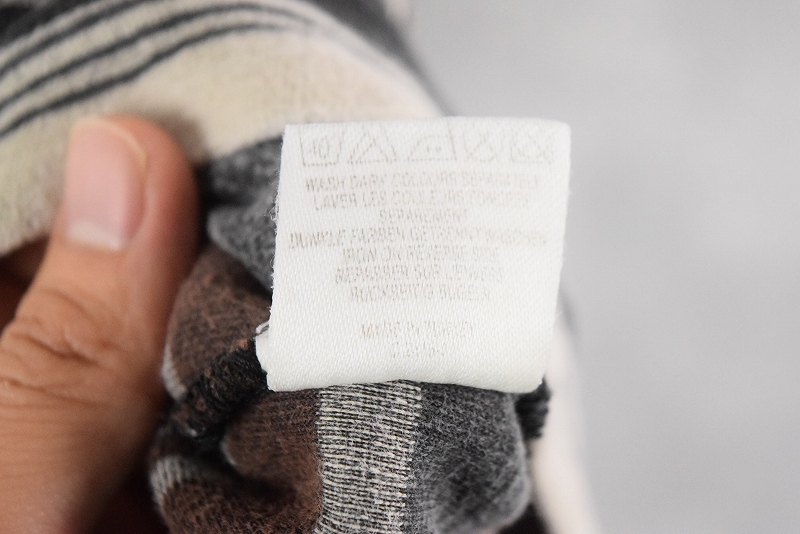 40
WASH DARK COLOURS SEPARATELY
LAVER LES COULEURS FONCEES
SEPAREMENT
DUNKLE FARBEN GETRENNT WASCHEN
IRON ON REVERSE SIDE
REPASSER SUR L'ENVERS
RUCKSEITIG BUGELN
MADE IN TURKEY